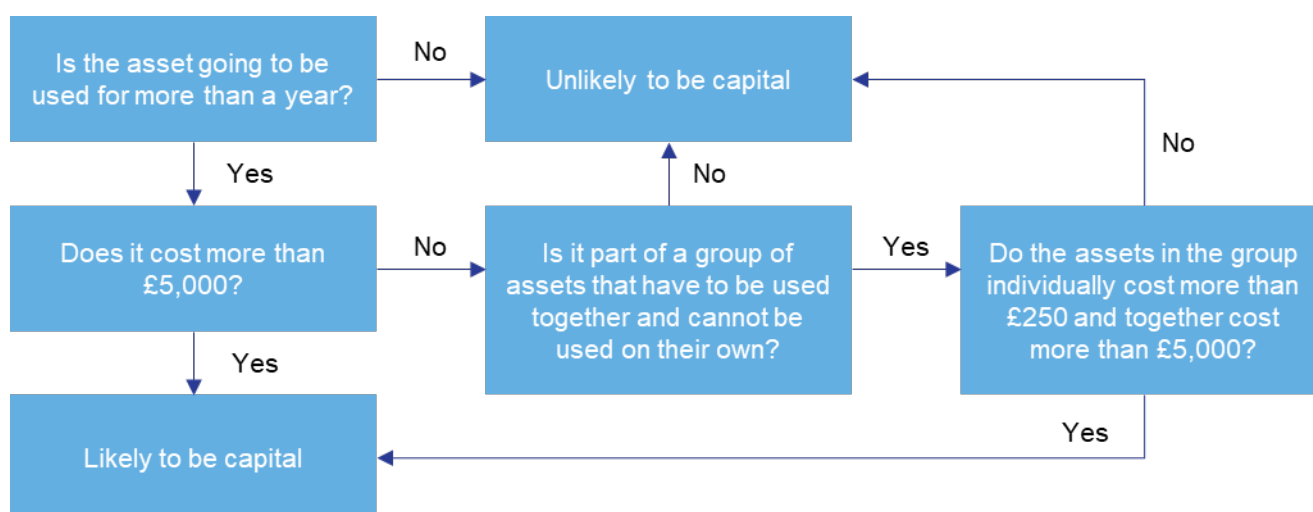 Is the asset going to be
used for more than a year?
No
Unlikely to be capital
No
Yes
No
Does it cost more than
£5,000?
No
Is it part of a group of
assets that have to be used
together and cannot be
used on their own?
Yes
Do the assets in the group
individually cost more than
£250 and together cost
more than £5,000?
Yes
Yes
Likely to be capital